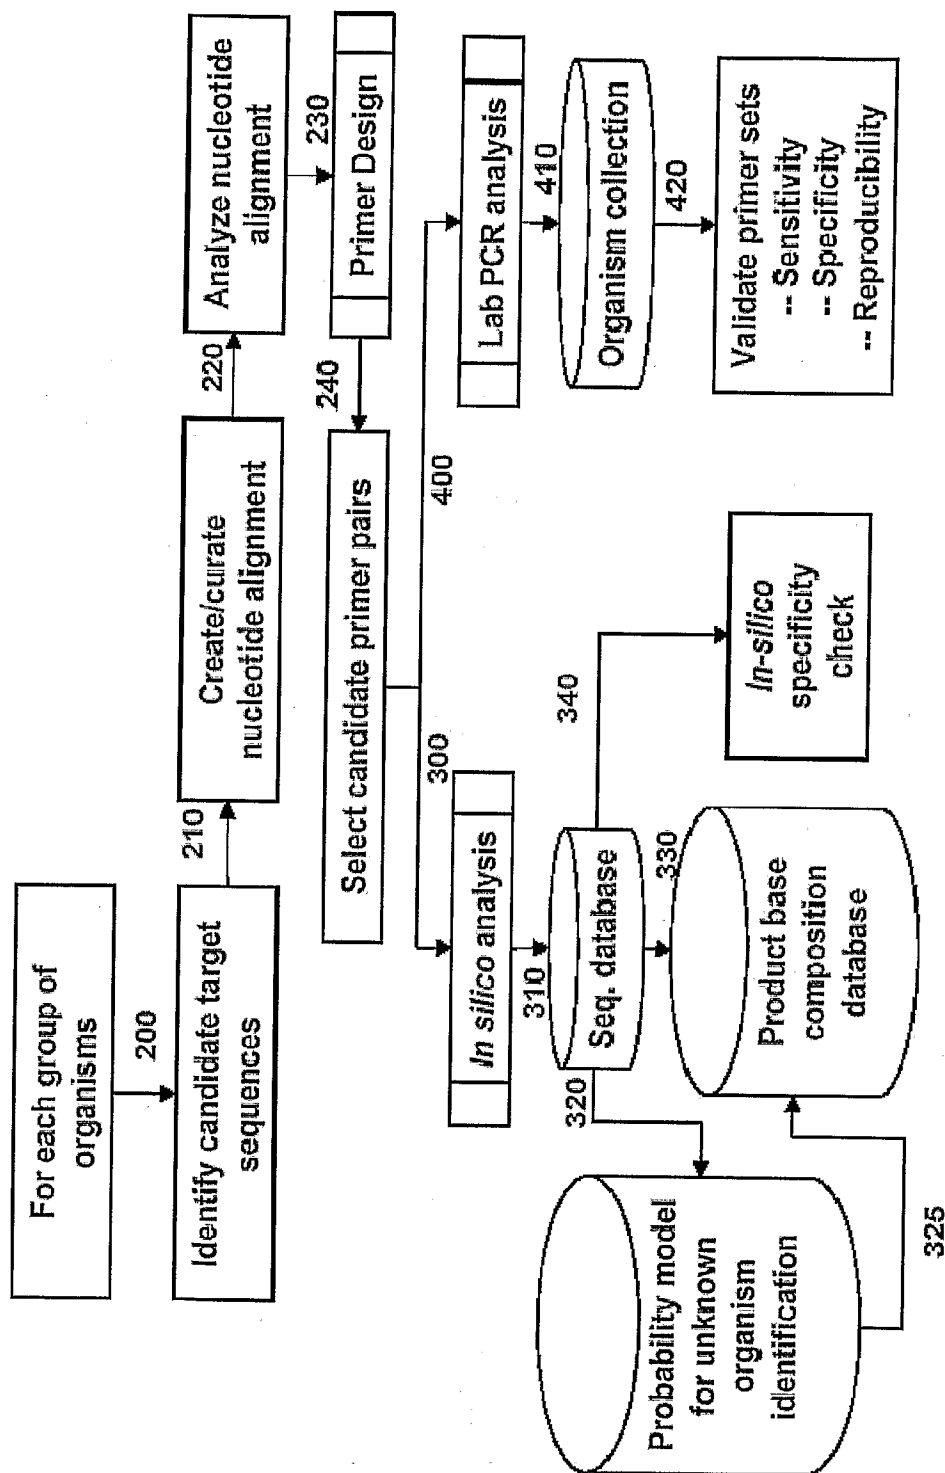 For each group of
organisms
200
Identify candidate target
sequences
210
Create/curate
nucleotide alignment
220
Analyze nucleotide
alignment
230
Primer Design
240
Select candidate primer pairs
300
400
In silico analysis
310
Seq. database
320
330
340
Probability model
for unknown
organism
identification
325
Product base
composition
database
In-silico
specificity
check
Lab PCR analysis
410
Organism collection
420
Validate primer sets
-- Sensitivity
-- Specificity
-- Reproducibility